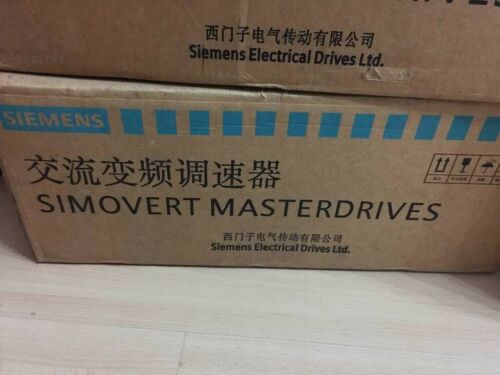 西门子电气传动有限公司
Siemens Electrical Drives Ltd.
SIEMENS
交流变频调速器
SIMOVERT MASTERDRIVES
西门子电气传动有限公司
Siemens Electrical Drives Ltd.